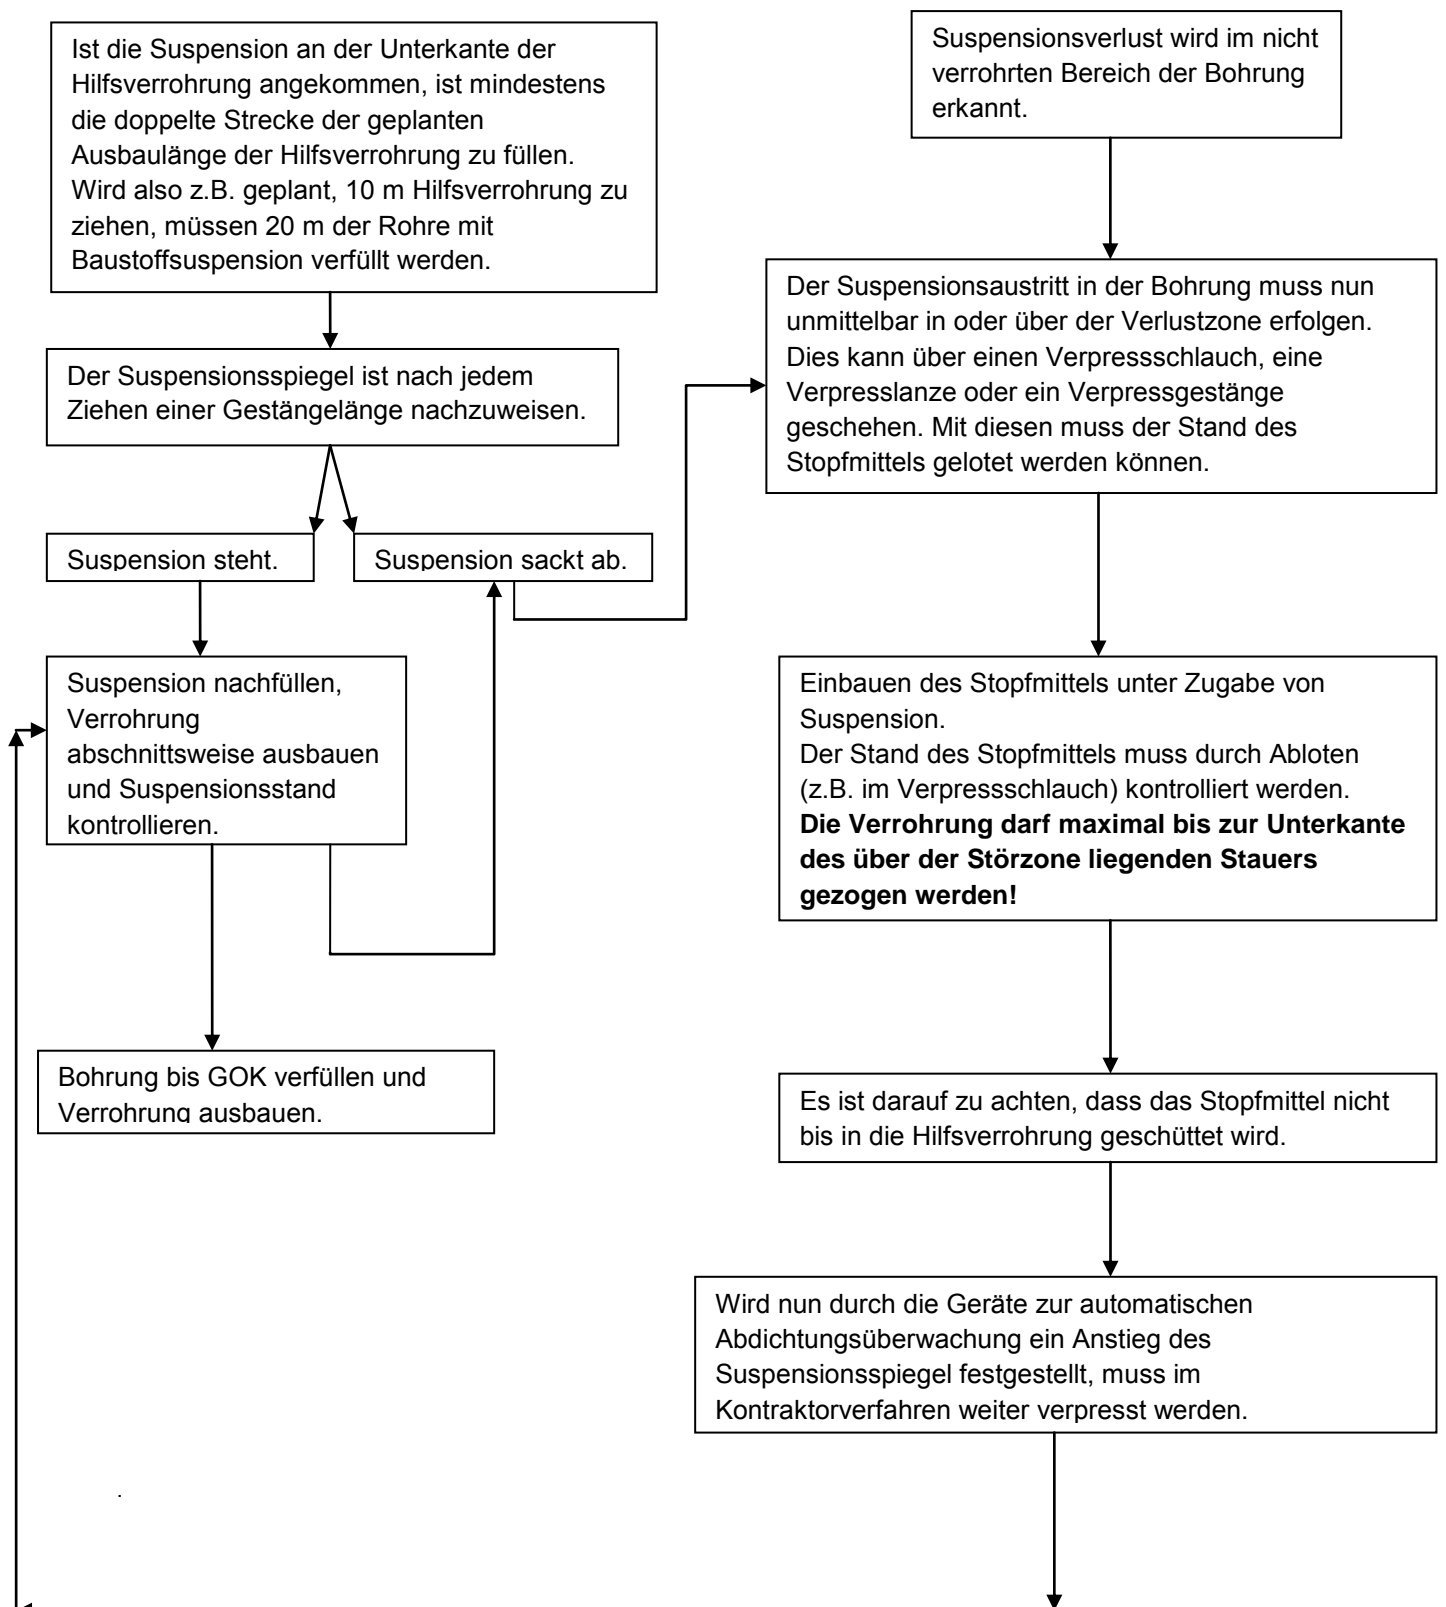 Ist die Suspension an der Unterkante der
Hilfsverrohrung angekommen, ist mindestens
die doppelte Strecke der geplanten
Ausbaulänge der Hilfsverrohrung zu füllen.
Wird also z.B. geplant, 10 m Hilfsverrohrung zu
ziehen, müssen 20 m der Rohre mit
Baustoffsuspension verfüllt werden.
Der Suspensionsspiegel ist nach jedem
Ziehen einer Gestängelänge nachzuweisen.
Suspension steht.
Suspension sackt ab.
Suspension nachfüllen,
Verrohrung
abschnittsweise ausbauen
und Suspensionsstand
kontrollieren.
Bohrung bis GOK verfüllen und
Verrohrung ausbauen.
Suspensionsverlust wird im nicht
verrohrten Bereich der Bohrung
erkannt.
Der Suspensionsaustritt in der Bohrung muss nun
unmittelbar in oder über der Verlustzone erfolgen.
Dies kann über einen Verpressschlauch, eine
Verpresslanze oder ein Verpressgestänge
geschehen. Mit diesen muss der Stand des
Stopfmittels gelotet werden können.
Einbauen des Stopfmittels unter Zugabe von
Suspension.
Der Stand des Stopfmittels muss durch Abloten
(z.B. im Verpressschlauch) kontrolliert werden.
Die Verrohrung darf maximal bis zur Unterkante
des über der Störzone liegenden Stauers
gezogen werden!
Es ist darauf zu achten, dass das Stopfmittel nicht
bis in die Hilfsverrohrung geschüttet wird.
Wird nun durch die Geräte zur automatischen
Abdichtungsüberwachung ein Anstieg des
Suspensionsspiegel festgestellt, muss im
Kontraktorverfahren weiter verpresst werden.
.